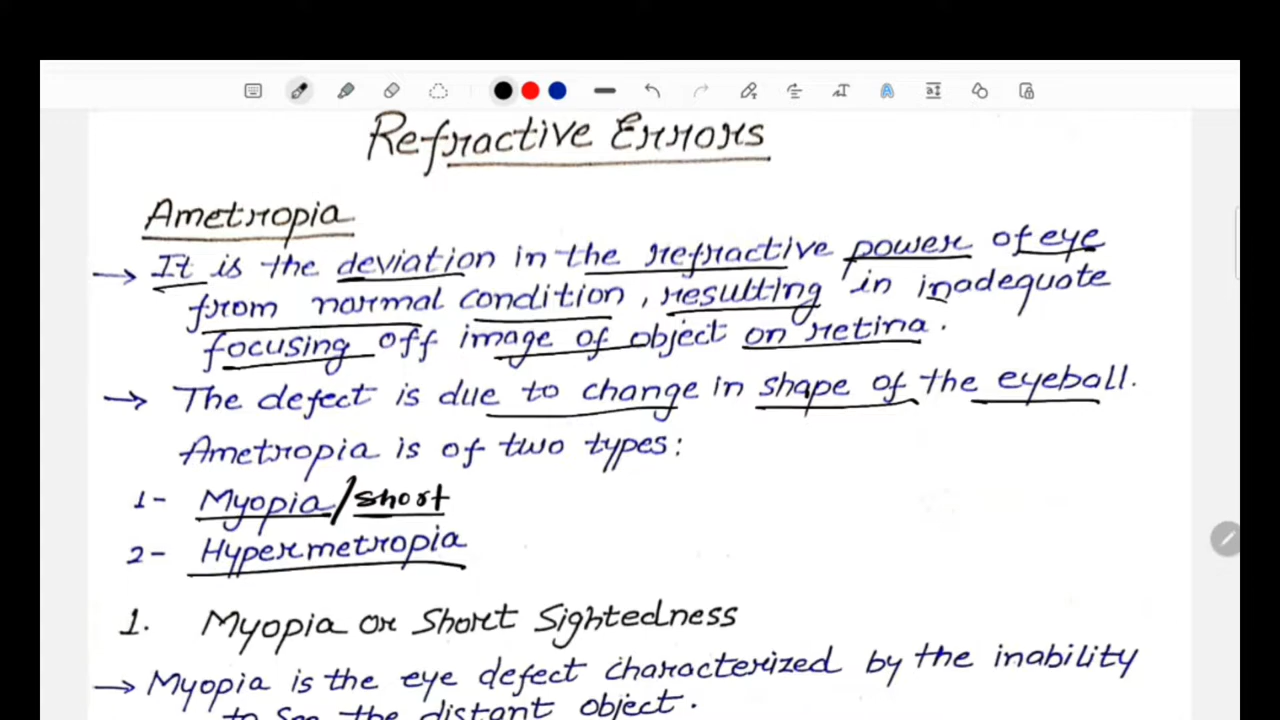 Refractive Errors
Ametropia
→ It is the deviation in the refractive power of eye
from normal condition, resulting in inadequate
focusing off image of object on retina.
→ The defect is due to change in shape of the eyeball.
Ametropia is of two types:
1- Myopia/short
2- Hypermetropia
1. Myopia or Short Sightedness
→ Myopia is the eye defect characterized by the inability
to see the distant object.